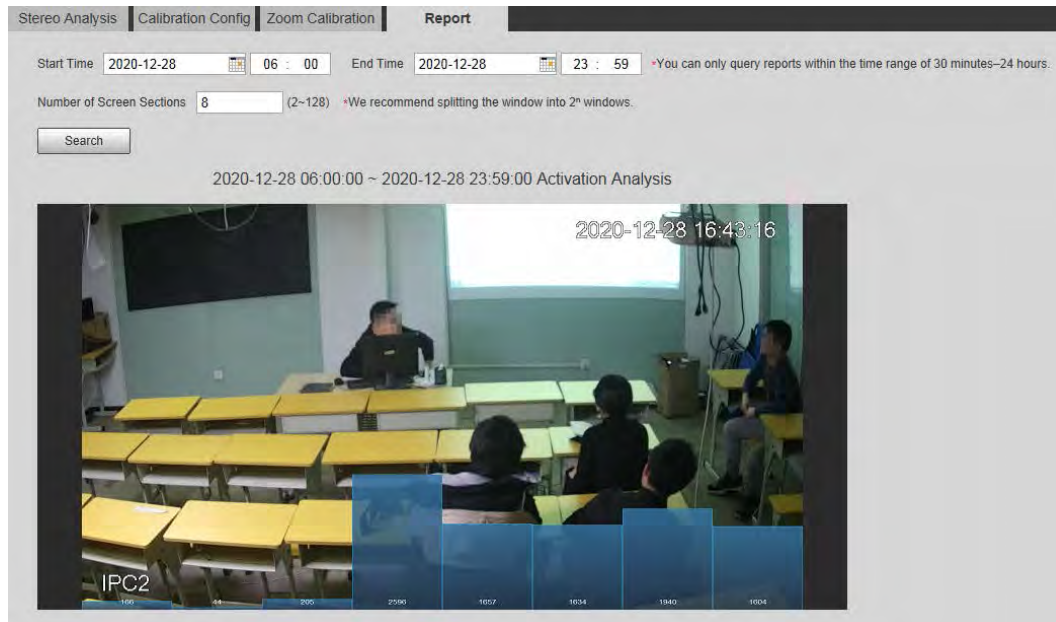 Stereo Analysis Calibration Config Zoom Calibration Report
Start Time 2020-12-28 06 : 00 End Time 2020-12-28 23 : 59 *You can only query reports within the time range of 30 minutes–24 hours.
Number of Screen Sections 8 (2~128) *We recommend splitting the window into 2ⁿ windows.
Search
2020-12-28 06:00:00 ~ 2020-12-28 23:59:00 Activation Analysis
2020-12-28 16:43:16
IPC2
166 44 205 2590 1657 1634 1940 1604